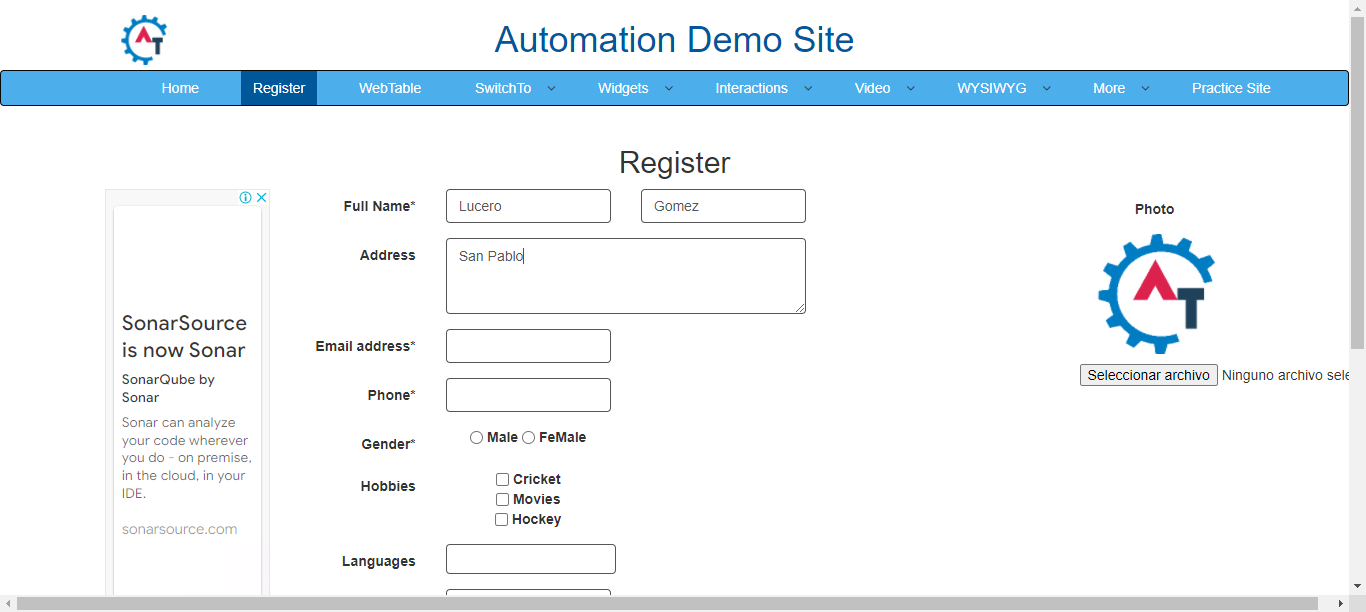 AT
Automation Demo Site
Home Register WebTable SwitchTo Widgets Interactions Video WYSIWYG More Practice Site
Register
SonarSource
is now Sonar
SonarQube by
Sonar
Sonar can analyze
your code wherever
you do - on premise,
in the cloud, in your
IDE.
sonarsource.com
Full Name* Lucero Gomez
Address San Pablo
Email address*
Phone*
Gender* Male FeMale
Hobbies Cricket
Movies
Hockey
Languages
Photo
AT
Seleccionar archivo Ninguno archivo sele